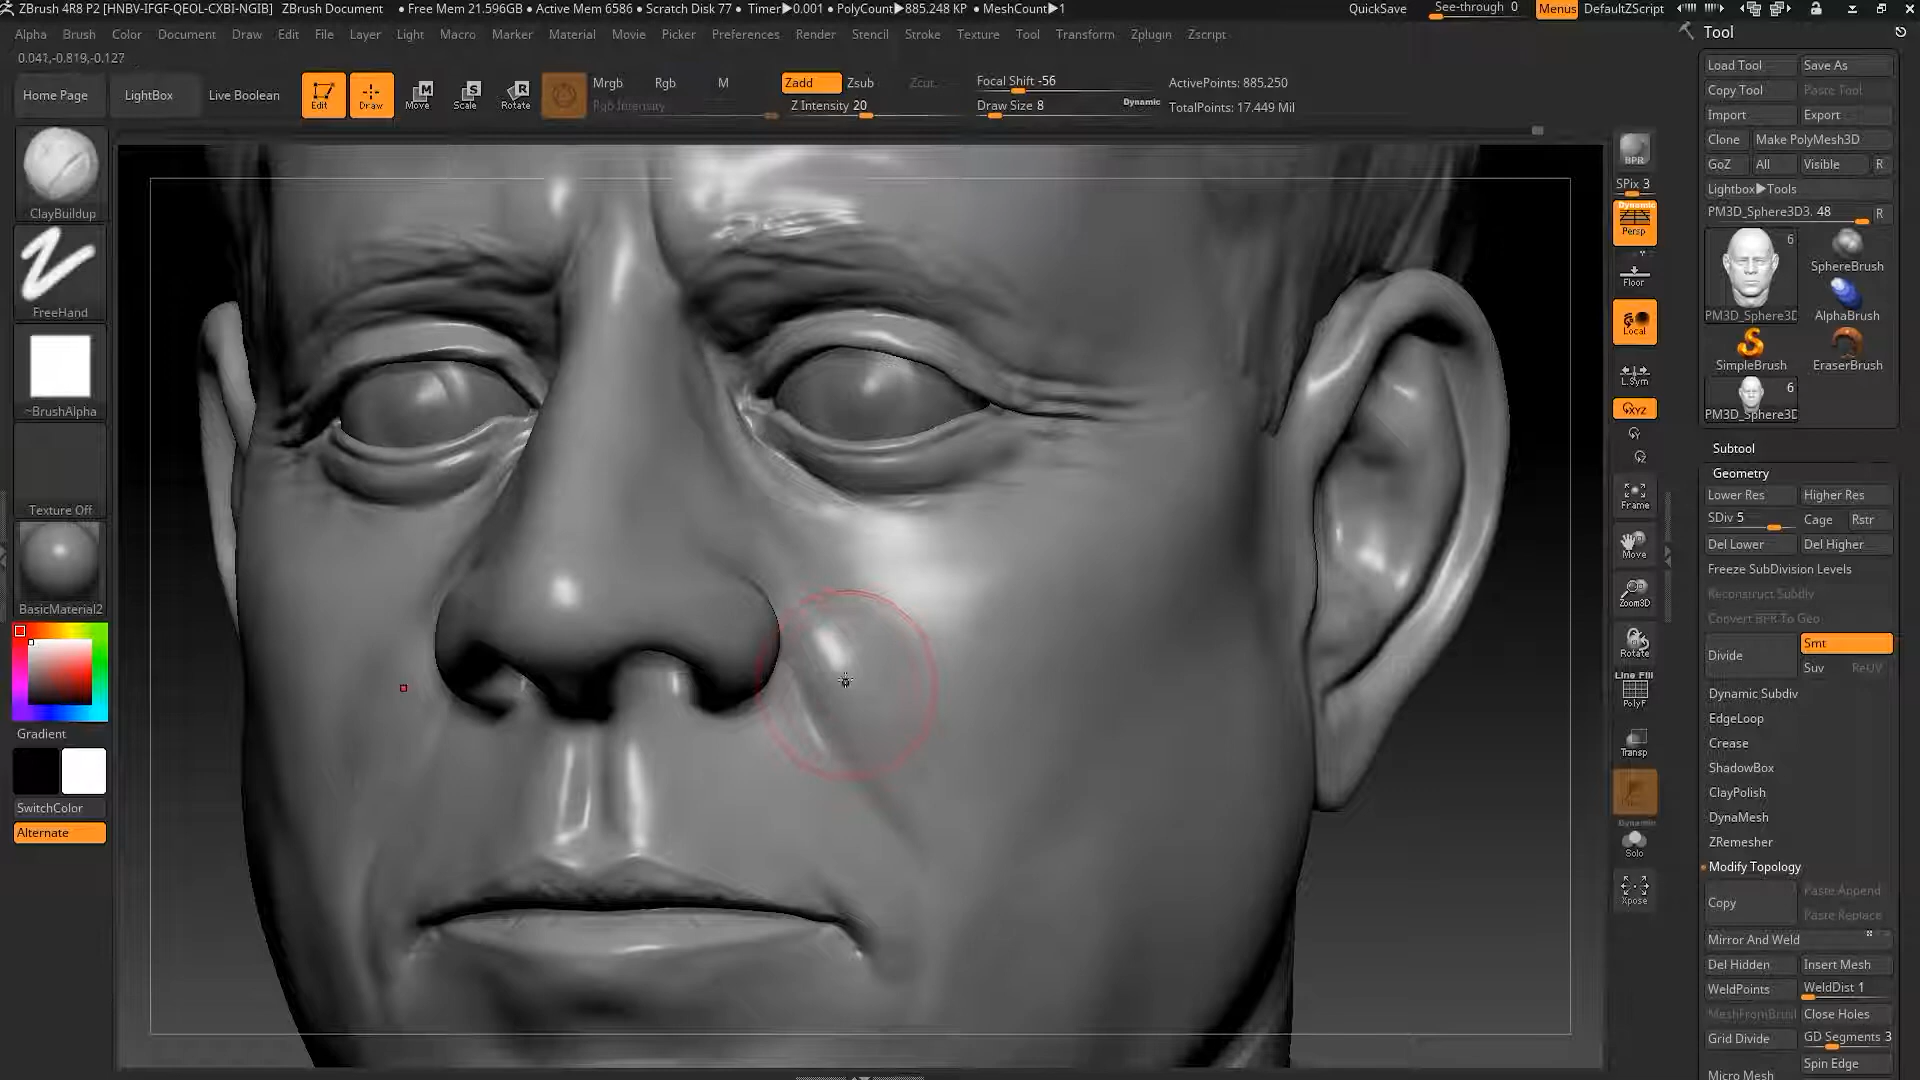 ZBrush 4R8 P2 [HNBV-IFGF-QEOL-CXBI-NGIB] ZBrush Document • Free Mem 21.596GB • Active Mem 6586 • Scratch Disk 77 • Timer▶0.001 • PolyCount▶885.248 KP • MeshCount▶1 QuickSave See-through 0 Menus DefaultZScript
Alpha Brush Color Document Draw Edit File Layer Light Macro Marker Material Movie Picker Preferences Render Stencil Stroke Texture Tool Transform Zplugin Zscript
0.041,-0.819,-0.127
Home Page LightBox Live Boolean Edit Draw Move Scale Rotate
Mrgb Rgb M Zadd Zsub Zcut
Rgb Intensity Z Intensity 20
Focal Shift -56
Draw Size 8 Dynamic
ActivePoints: 885,250
TotalPoints: 17.449 Mil
ClayBuildup
FreeHand
~BrushAlpha
Texture Off
BasicMaterial2
Gradient
SwitchColor
Alternate
BPR
SPix 3
Dynamic
Persp
Floor
Local
L.Sym
XYZ
Frame
Move
Zoom3D
Rotate
Line Fill
PolyF
Transp
Dynamic
Solo
Xpose
Tool
Load Tool Save As
Copy Tool Paste Tool
Import Export
Clone Make PolyMesh3D
GoZ All Visible R
Lightbox▶Tools
PM3D_Sphere3D3. 48 R
6
SphereBrush
PM3D_Sphere3D AlphaBrush
SimpleBrush EraserBrush
6
PM3D_Sphere3D
Subtool
Geometry
Lower Res Higher Res
SDiv 5 Cage Rstr
Del Lower Del Higher
Freeze SubDivision Levels
Reconstruct Subdiv
Convert BPR To Geo
Divide Smt
Suv ReUV
Dynamic Subdiv
EdgeLoop
Crease
ShadowBox
ClayPolish
DynaMesh
ZRemesher
Modify Topology
Copy Paste Append
Paste Replace
Mirror And Weld
Del Hidden Insert Mesh
WeldPoints WeldDist 1
MeshFromBrus Close Holes
Grid Divide GD Segments 3
Spin Edge
Micro Mesh